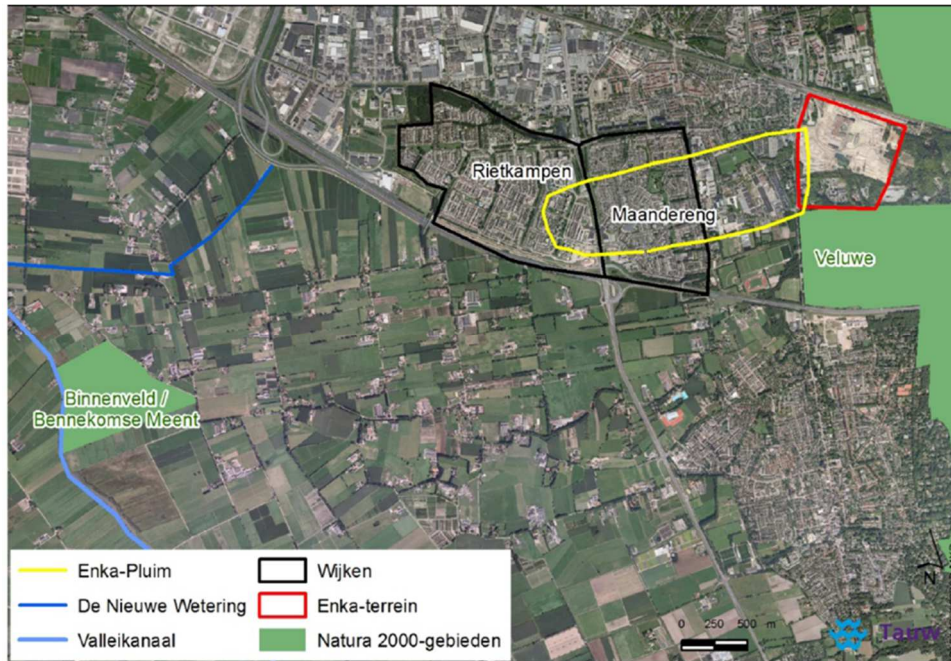 Rietkampen
Maandereng
Veluwe
Binnenveld /
Bennekomse Meent
Enka-Pluim
Wijken
De Nieuwe Wetering
Enka-terrein
Valleikanaal
Natura 2000-gebieden
0 250 500 m
N
Tauw